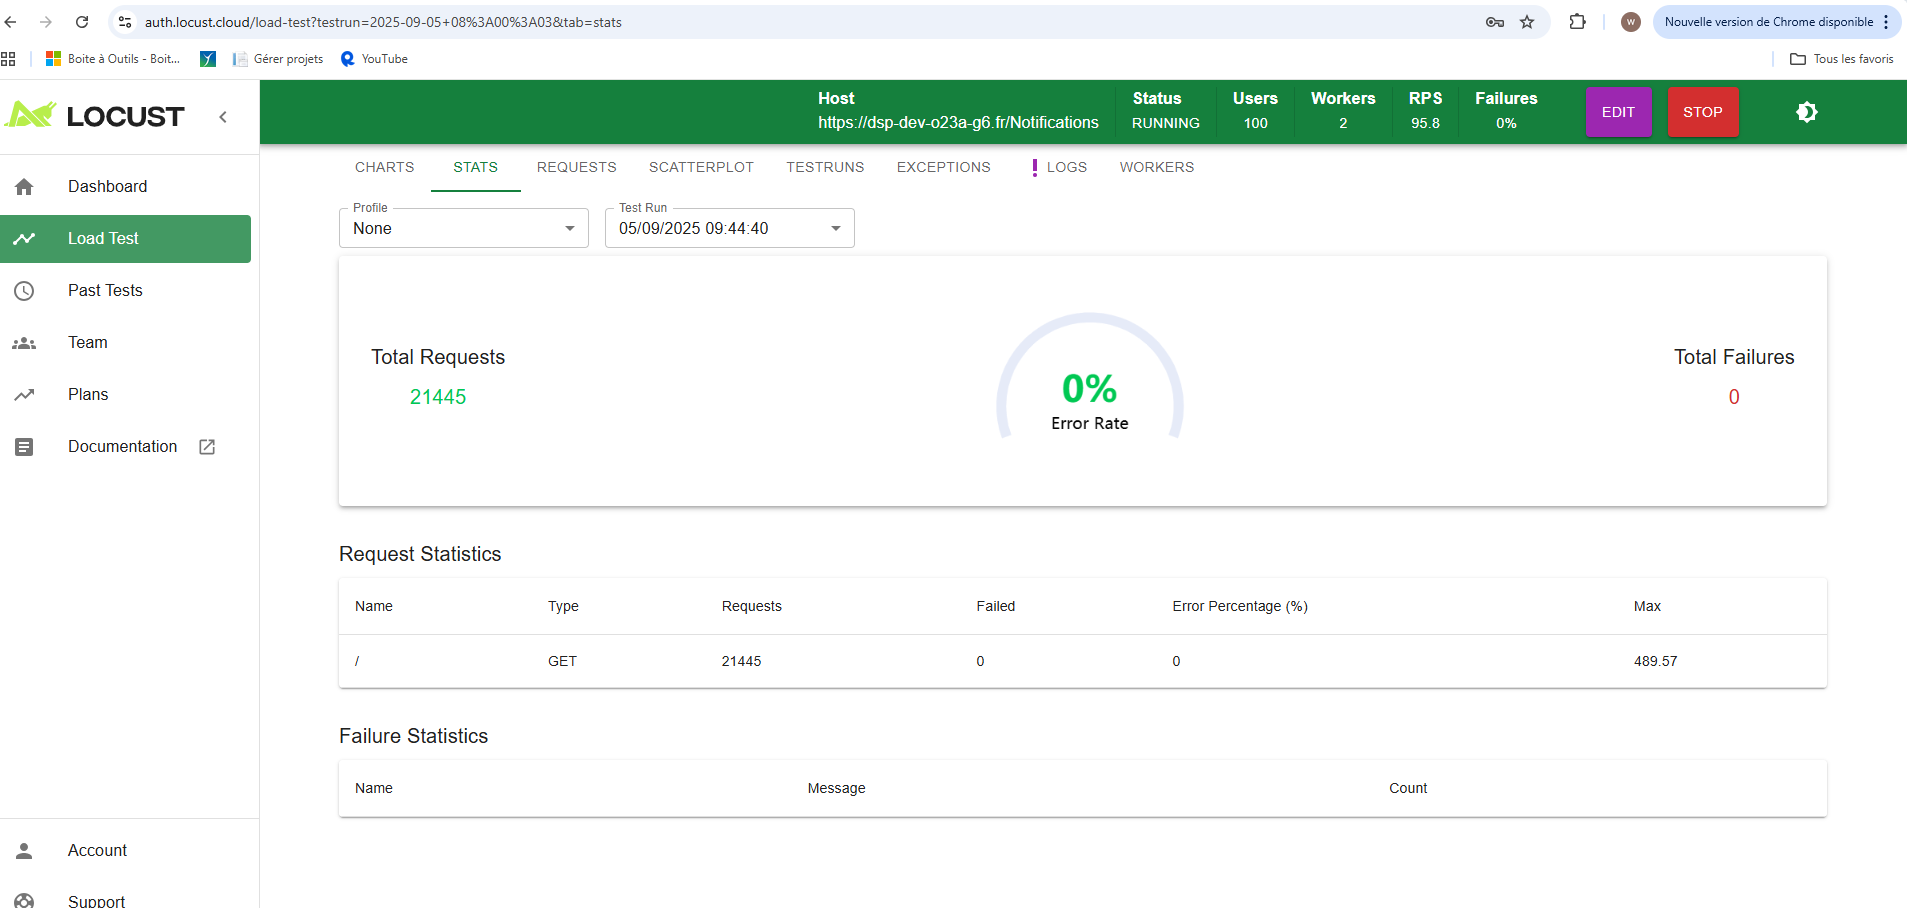 auth.locust.cloud/load-test?testrun=2025-09-05+08%3A00%3A03&tab=stats
W
Nouvelle version de Chrome disponible
Boite à Outils - Boit...
Gérer projets
YouTube
Tous les favoris
LOCUST
Host
https://dsp-dev-o23a-g6.fr/Notifications
Status
RUNNING
Users
100
Workers
2
RPS
95.8
Failures
0%
EDIT
STOP
Dashboard
Load Test
Past Tests
Team
Plans
Documentation
Account
Support
CHARTS STATS REQUESTS SCATTERPLOT TESTRUNS EXCEPTIONS ! LOGS WORKERS
Profile
None
Test Run
05/09/2025 09:44:40
Total Requests
21445
0%
Error Rate
Total Failures
0
Request Statistics
Name Type Requests Failed Error Percentage (%) Max
/ GET 21445 0 0 489.57
Failure Statistics
Name Message Count